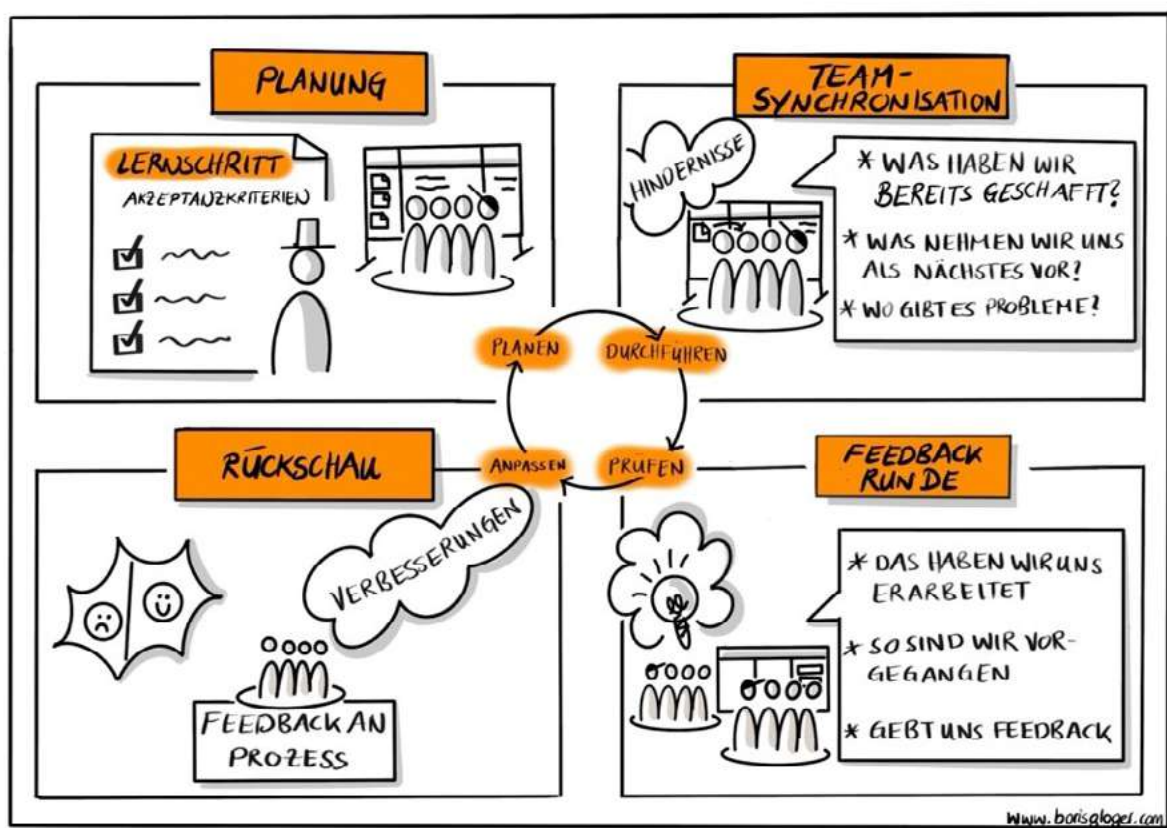 PLANUNG
LERNSCHRITT
AKZEPTANZKRITERIEN
TEAM-
SYNCHRONISATION
HINDERNISSE
* WAS HABEN WIR
BEREITS GESCHAFFT?
* WAS NEHMEN WIR UNS
ALS NÄCHSTES VOR?
* WO GIBT ES PROBLEME?
PLANEN
DURCHFÜHREN
ANPASSEN
PRÜFEN
RÜCKSCHAU
VERBESSERUNGEN
FEEDBACK AN
PROZESS
FEEDBACK
RUNDE
* DAS HABEN WIR UNS
ERARBEITET
* SO SIND WIR VOR-
GEGANGEN
* GEBT UNS FEEDBACK
www.borisgloger.com